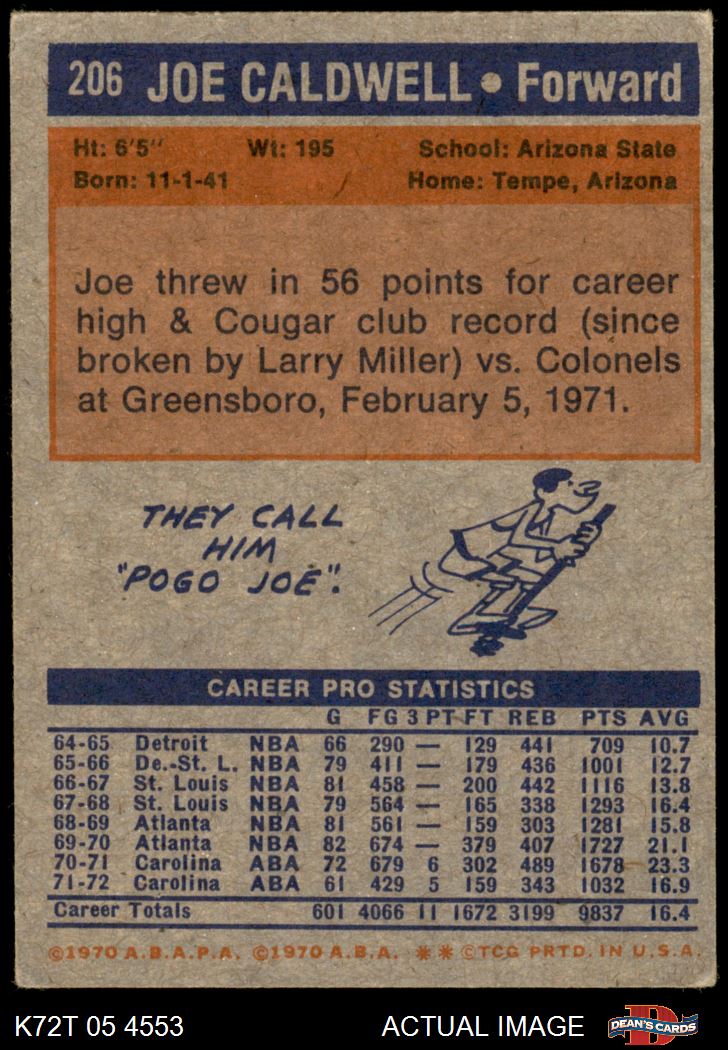 206 JOE CALDWELL • Forward
Ht: 6'5" Wt: 195 School: Arizona State
Born: 11-1-41 Home: Tempe, Arizona
Joe threw in 56 points for career
high & Cougar club record (since
broken by Larry Miller) vs. Colonels
at Greensboro, February 5, 1971.
THEY CALL
HIM
"POGO JOE".
CAREER PRO STATISTICS
G FG 3 PT FT REB PTS AVG
64-65 Detroit NBA 66 290 — 129 441 709 10.7
65-66 De.-St. L. NBA 79 411 — 179 436 1001 12.7
66-67 St. Louis NBA 81 458 — 200 442 1116 13.8
67-68 St. Louis NBA 79 564 — 165 338 1293 16.4
68-69 Atlanta NBA 81 561 — 159 303 1281 15.8
69-70 Atlanta NBA 82 674 — 379 407 1727 21.1
70-71 Carolina ABA 72 679 6 302 489 1678 23.3
71-72 Carolina ABA 61 429 5 159 343 1032 16.9
Career Totals 601 4066 11 1672 3199 9837 16.4
©1970 A.B.A.P.A. ©1970 A.B.A. ** ©TCG PRTD. IN U.S.A.
K72T 05 4553 ACTUAL IMAGE D DEAN'S CARDS